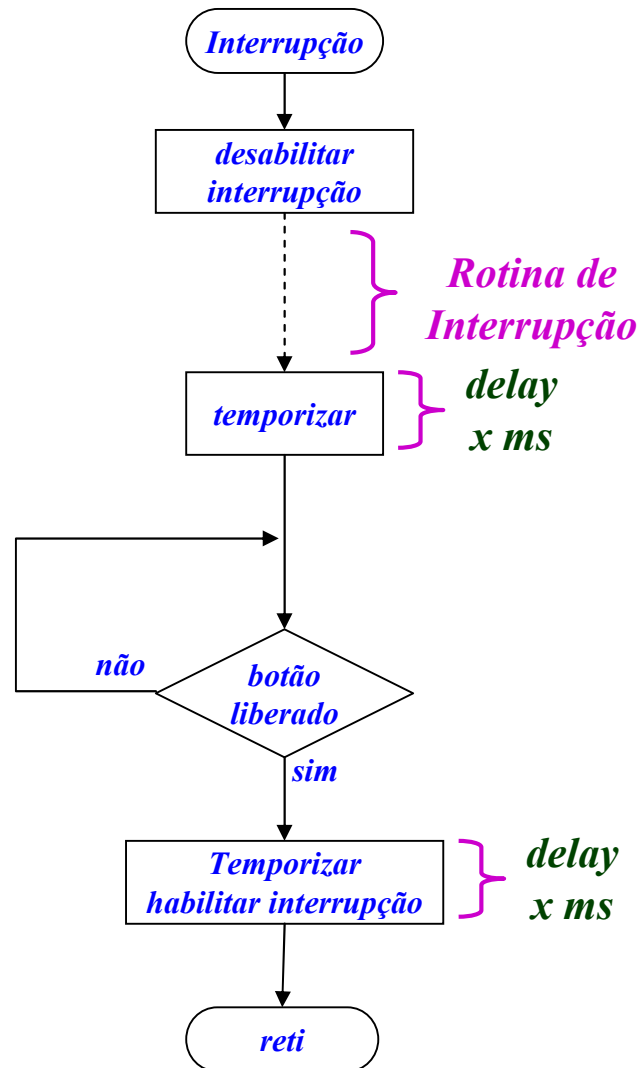 Interrupção
desabilitar
interrupção
Rotina de
Interrupção
temporizar
delay
x ms
não
botão
liberado
sim
Temporizar
habilitar interrupção
delay
x ms
reti